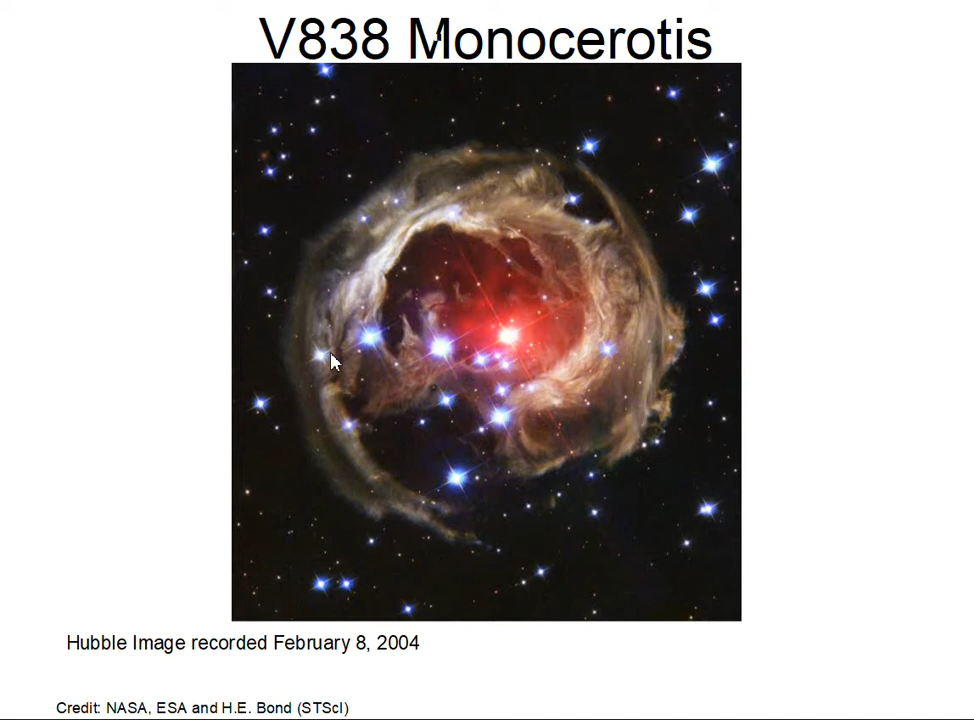 V838 Monocerotis
Hubble Image recorded February 8, 2004
Credit: NASA, ESA and H.E. Bond (STScI)